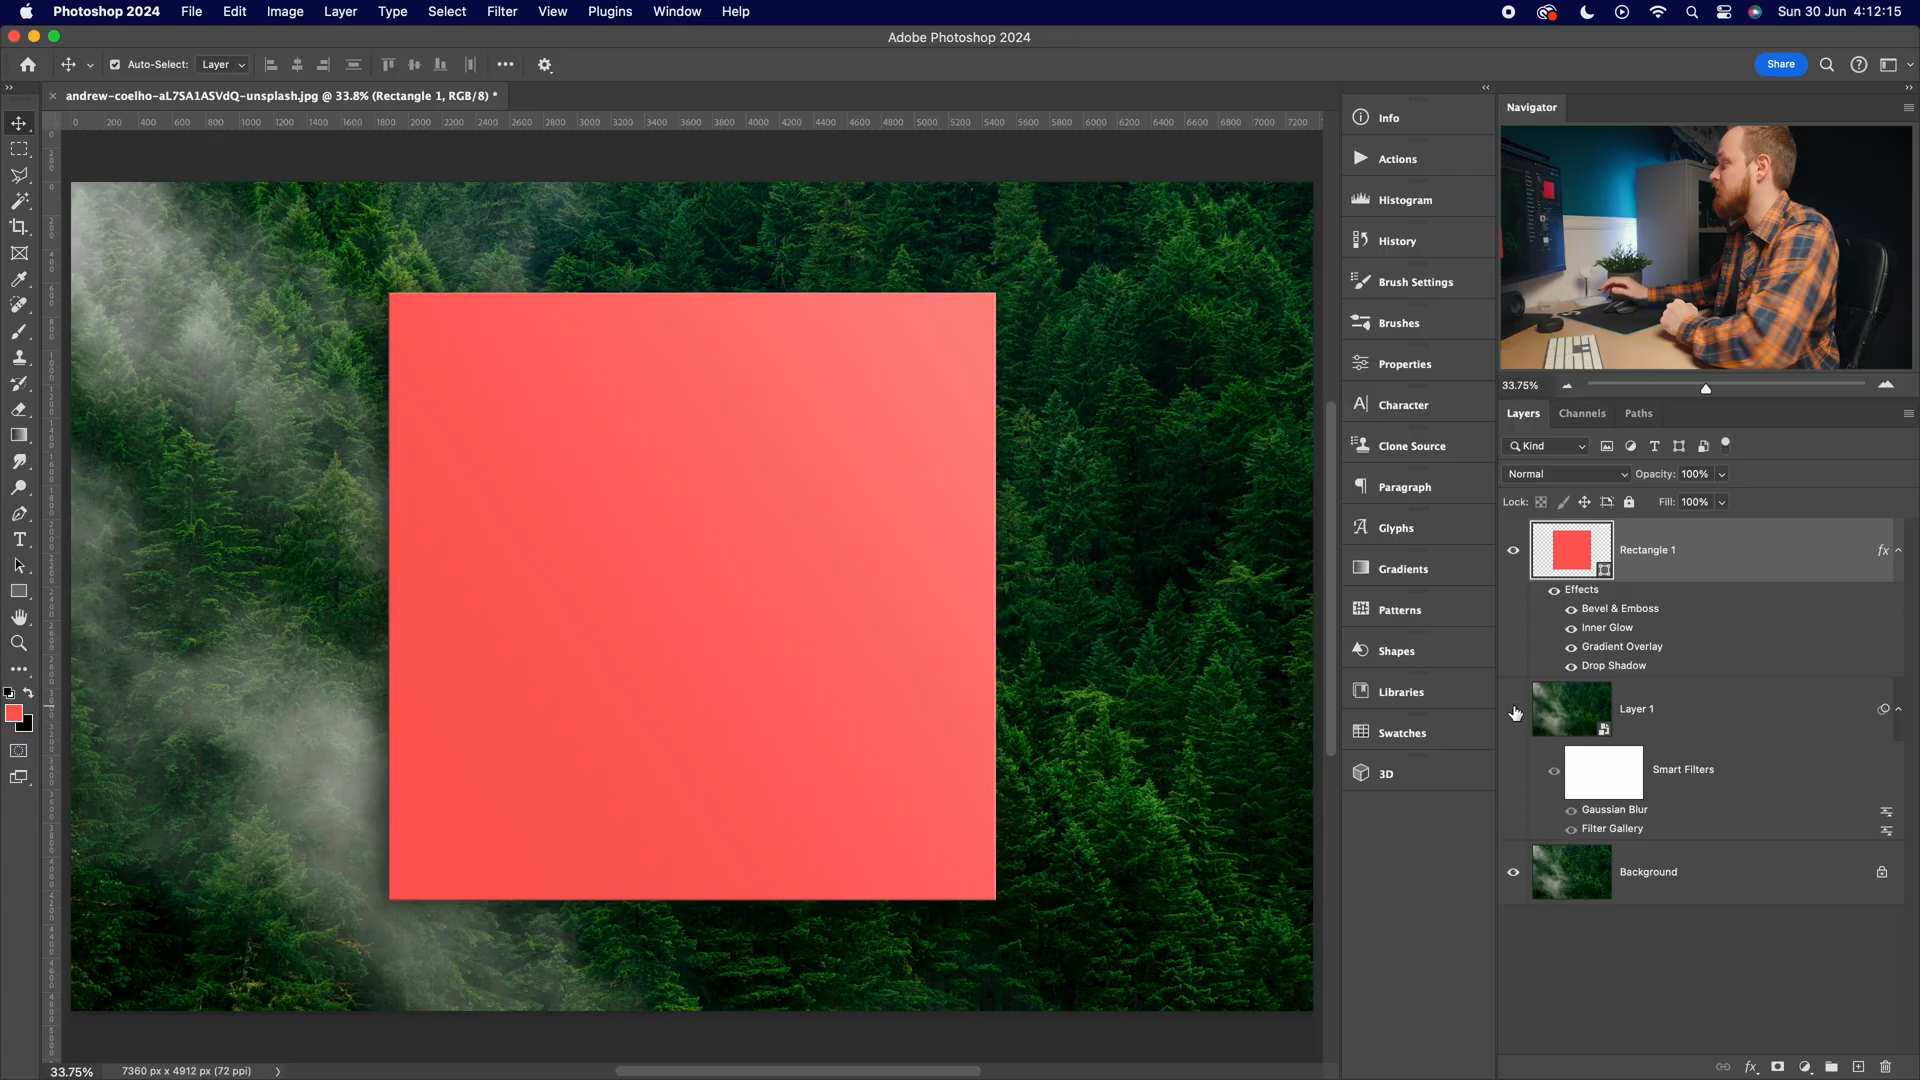 Photoshop 2024 File Edit Image Layer Type Select Filter View Plugins Window Help Sun 30 Jun 4:12:15
Adobe Photoshop 2024
Auto-Select: Layer Share
andrew-coelho-aL7SA1ASVdQ-unsplash.jpg @ 33.8% (Rectangle 1, RGB/8) *
0 200 400 600 800 1000 1200 1400 1600 1800 2000 2200 2400 2600 2800 3000 3200 3400 3600 3800 4000 4200 4400 4600 4800 5000 5200 5400 5600 5800 6000 6200 6400 6600 6800 7000 7200
Info
Actions
Histogram
History
Brush Settings
Brushes
Properties
Character
Clone Source
Paragraph
Glyphs
Gradients
Patterns
Shapes
Libraries
Swatches
3D
Navigator
33.75%
Layers Channels Paths
Kind
Normal Opacity: 100%
Lock: Fill: 100%
Rectangle 1 fx
Effects
Bevel & Emboss
Inner Glow
Gradient Overlay
Drop Shadow
Layer 1
Smart Filters
Gaussian Blur
Filter Gallery
Background
fx
33.75% 7360 px x 4912 px (72 ppi)